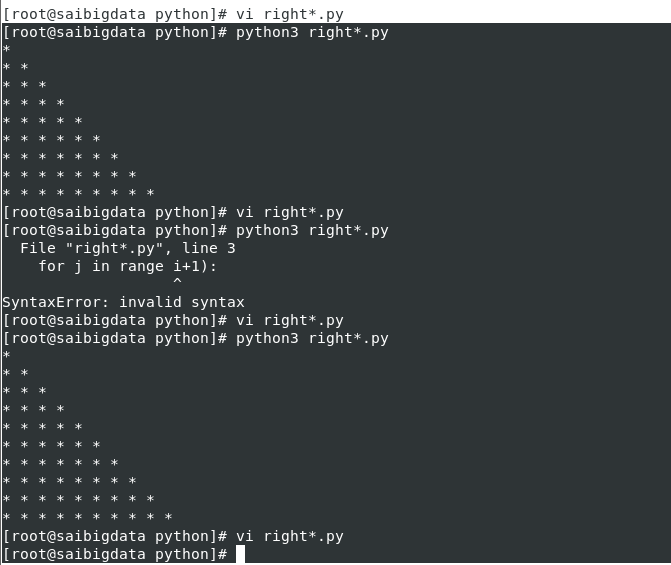 [root@saibigdata python]# vi right*.py
[root@saibigdata python]# python3 right*.py
*
* *
* * *
* * * *
* * * * *
* * * * * *
* * * * * * *
* * * * * * * *
* * * * * * * * *
[root@saibigdata python]# vi right*.py
[root@saibigdata python]# python3 right*.py
  File "right*.py", line 3
    for j in range i+1):
                   ^
SyntaxError: invalid syntax
[root@saibigdata python]# vi right*.py
[root@saibigdata python]# python3 right*.py
*
* *
* * *
* * * *
* * * * *
* * * * * *
* * * * * * *
* * * * * * * *
* * * * * * * * *
* * * * * * * * * *
[root@saibigdata python]# vi right*.py
[root@saibigdata python]#